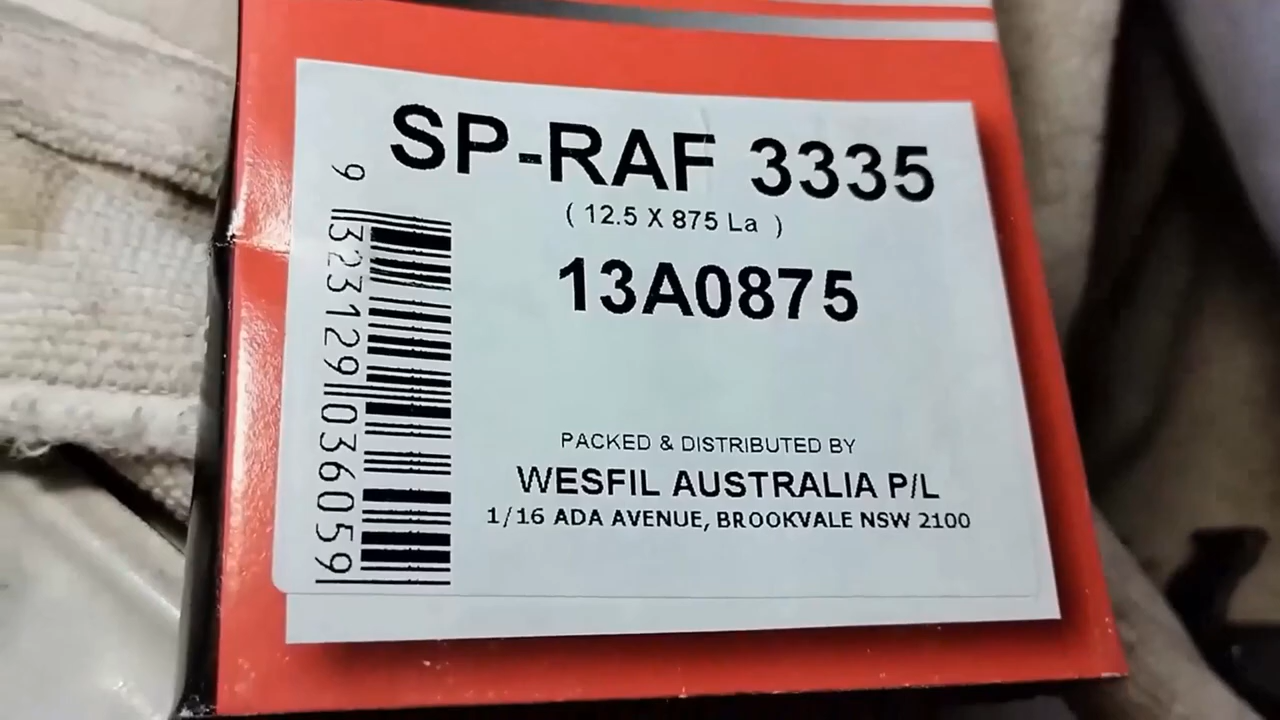 SP-RAF 3335
( 12.5 X 875 La )
13A0875
PACKED & DISTRIBUTED BY
WESFIL AUSTRALIA P/L
1/16 ADA AVENUE, BROOKVALE NSW 2100
9 323129 036059